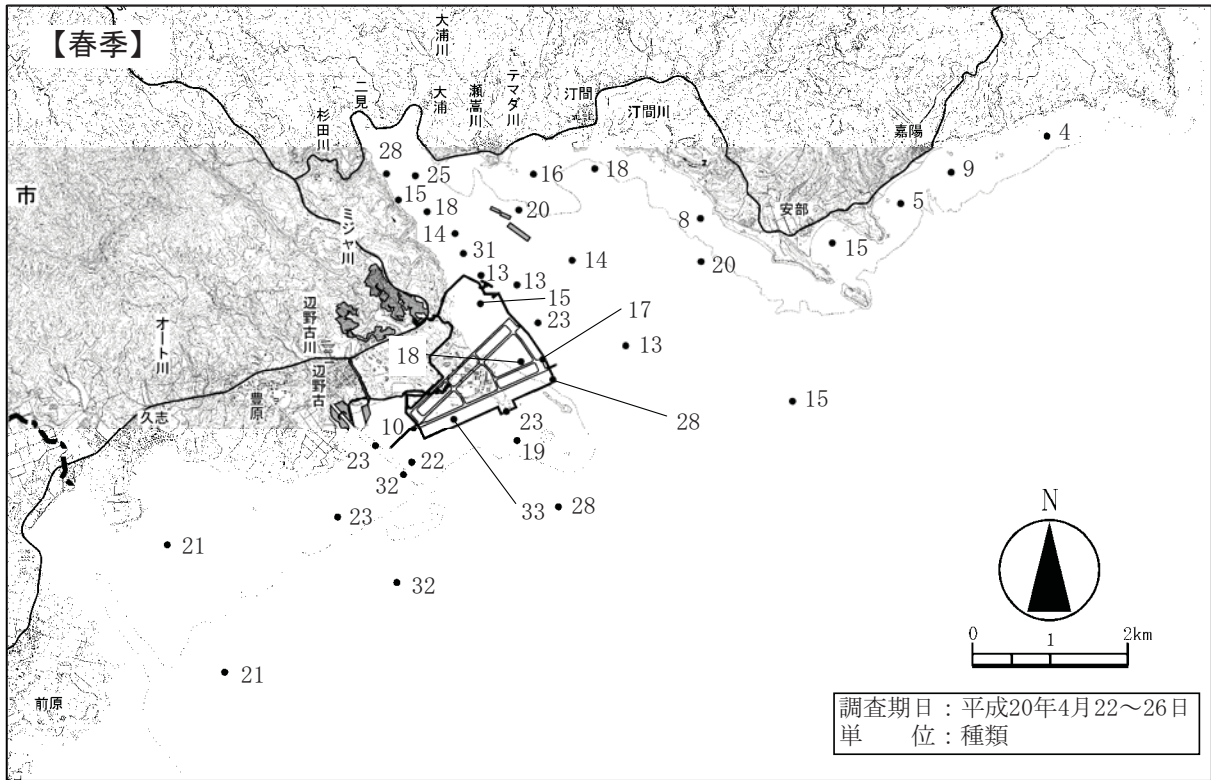 【春季】
大浦川
テマダ川
瀬嵩川
大浦
二見
杉田川
汀間
汀間川
嘉陽
安部
市
ミジャ川
辺野古川
辺野古
オート川
豊原
久志
前原
4
9
5
15
18
16
28
25
15
18
20
8
14
31
14
20
13
13
15
23
17
13
18
28
15
10
23
23
19
22
32
33
28
23
21
32
21
N
0 1 2km
調査期日：平成20年4月22～26日
単　　位：種類